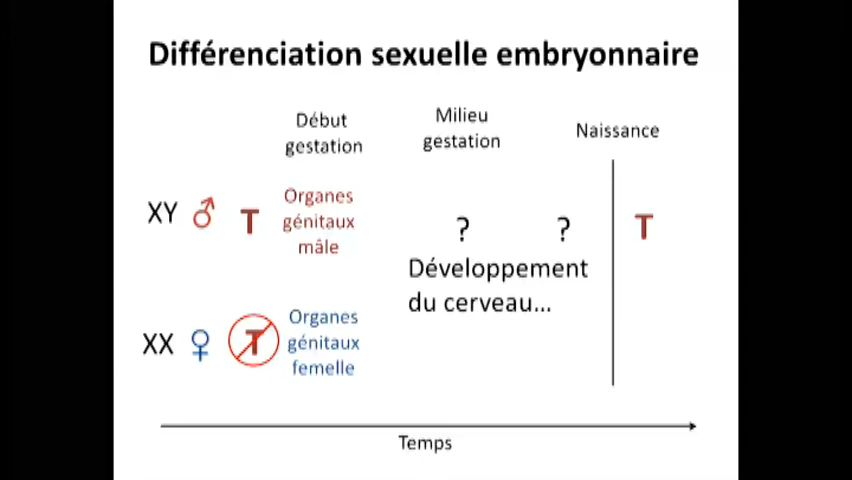 Différenciation sexuelle embryonnaire
Début
gestation
Milieu
gestation
Naissance
XY ♂ T
Organes
génitaux
mâle
? ?
T
Développement
du cerveau...
XX ♀ T
Organes
génitaux
femelle
Temps